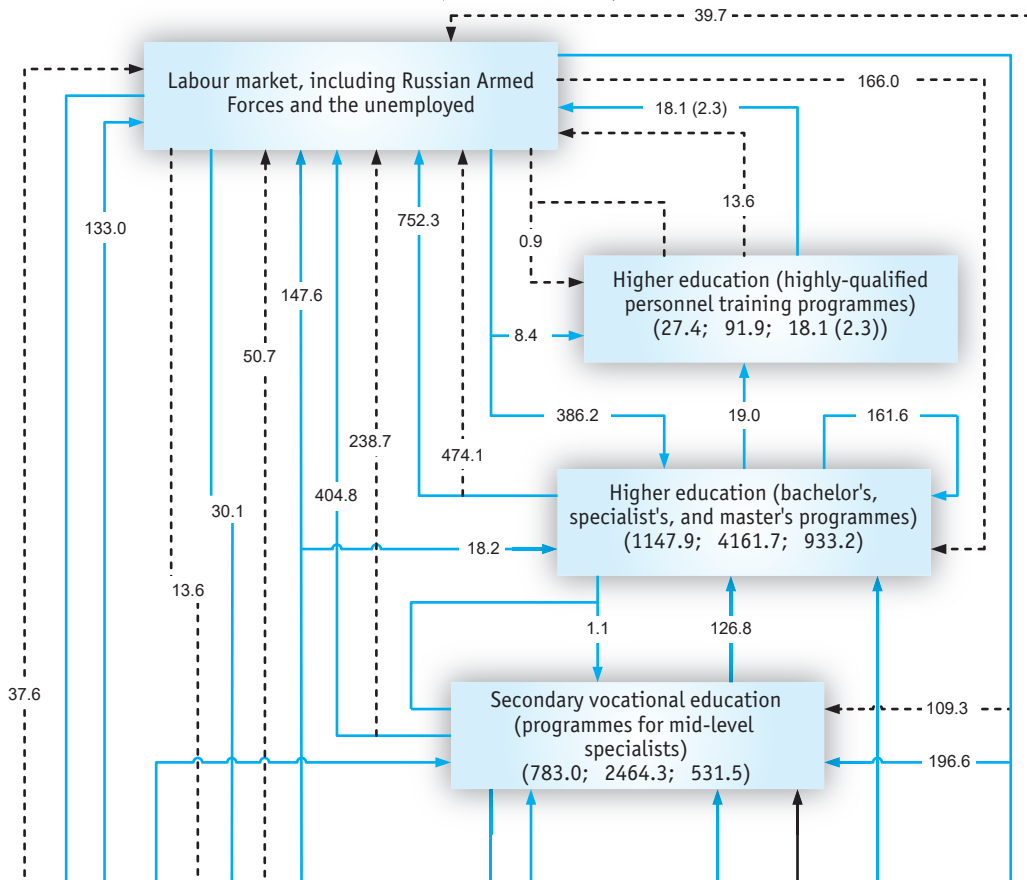 39.7
Labour market, including Russian Armed
Forces and the unemployed
166.0
18.1 (2.3)
133.0
752.3
13.6
0.9
147.6
Higher education (highly-qualified
personnel training programmes)
(27.4; 91.9; 18.1 (2.3))
8.4
50.7
386.2
19.0
161.6
238.7
474.1
404.8
30.1
Higher education (bachelor's,
specialist's, and master's programmes)
(1147.9; 4161.7; 933.2)
18.2
13.6
1.1
126.8
37.6
Secondary vocational education
(programmes for mid-level
specialists)
(783.0; 2464.3; 531.5)
109.3
196.6